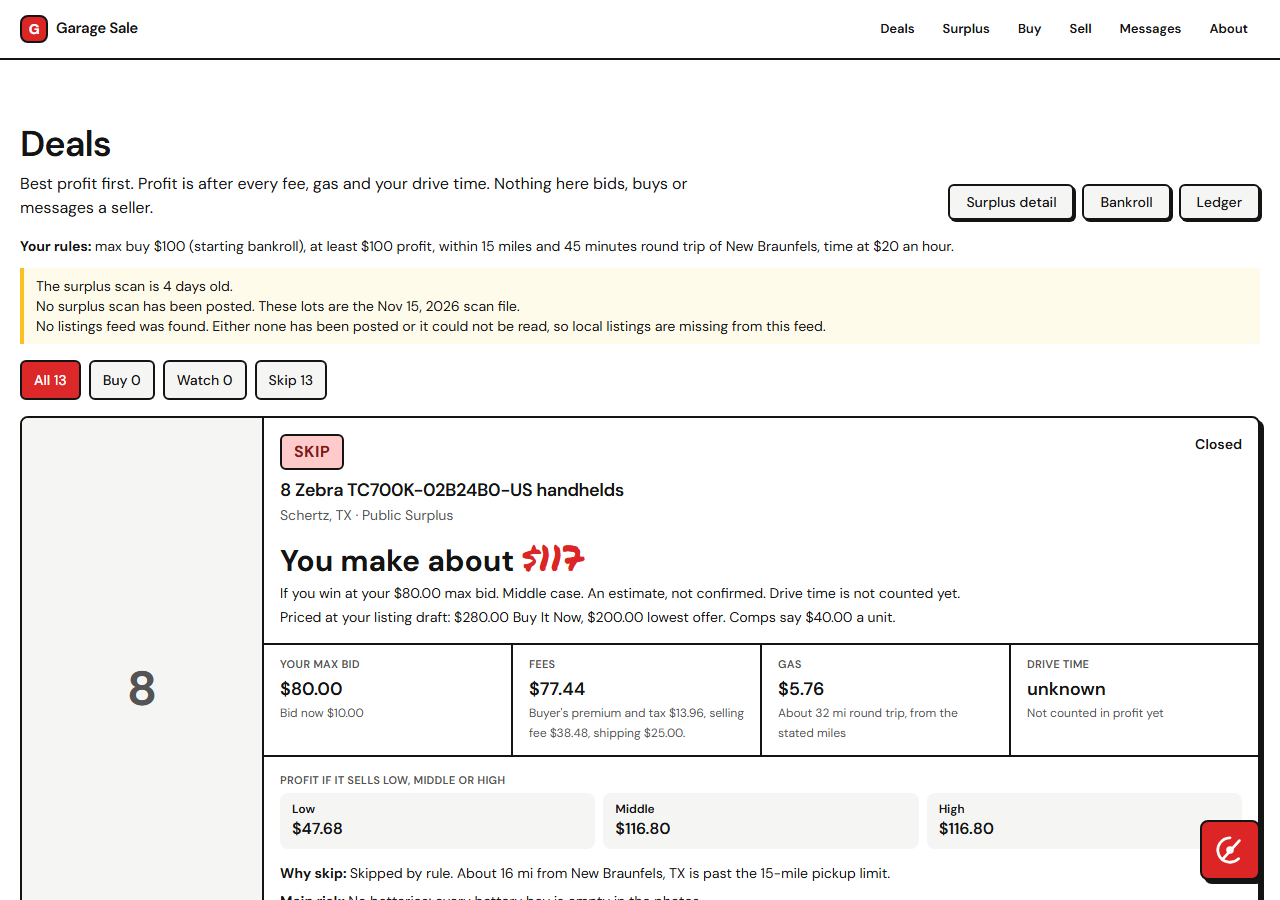 G Garage Sale Deals Surplus Buy Sell Messages About
Deals
Best profit first. Profit is after every fee, gas and your drive time. Nothing here bids, buys or
messages a seller.
Surplus detail Bankroll Ledger
Your rules: max buy $100 (starting bankroll), at least $100 profit, within 15 miles and 45 minutes round trip of New Braunfels, time at $20 an hour.
The surplus scan is 4 days old.
No surplus scan has been posted. These lots are the Nov 15, 2026 scan file.
No listings feed was found. Either none has been posted or it could not be read, so local listings are missing from this feed.
All 13 Buy 0 Watch 0 Skip 13
8
SKIP Closed
8 Zebra TC700K-02B24B0-US handhelds
Schertz, TX · Public Surplus
You make about $117
If you win at your $80.00 max bid. Middle case. An estimate, not confirmed. Drive time is not counted yet.
Priced at your listing draft: $280.00 Buy It Now, $200.00 lowest offer. Comps say $40.00 a unit.
YOUR MAX BID
$80.00
Bid now $10.00
FEES
$77.44
Buyer's premium and tax $13.96, selling
fee $38.48, shipping $25.00.
GAS
$5.76
About 32 mi round trip, from the
stated miles
DRIVE TIME
unknown
Not counted in profit yet
PROFIT IF IT SELLS LOW, MIDDLE OR HIGH
Low
$47.68
Middle
$116.80
High
$116.80
Why skip: Skipped by rule. About 16 mi from New Braunfels, TX is past the 15-mile pickup limit.
Main risk: No batteries: every battery bay is empty in the photos.